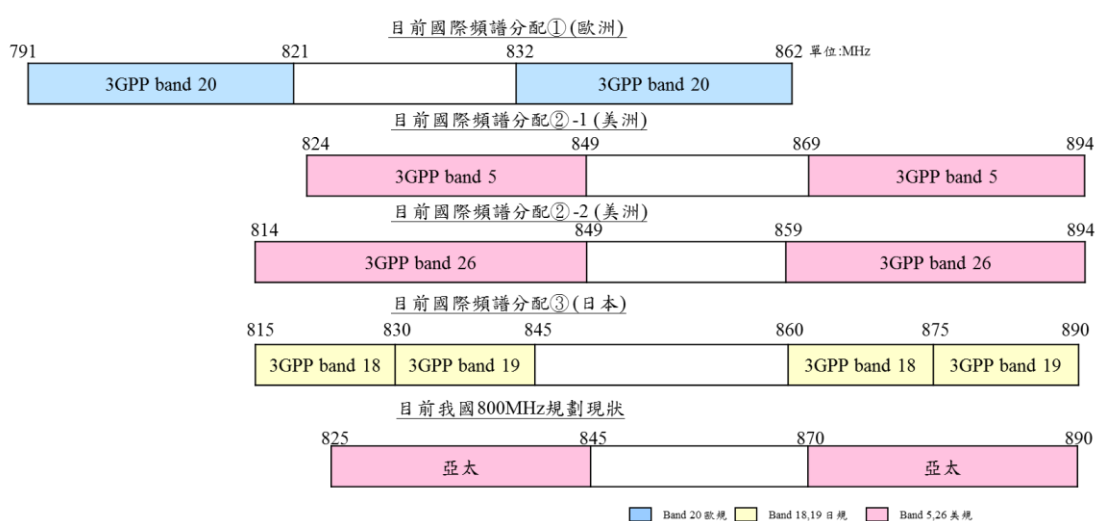 目前國際頻譜分配①(歐洲)
791 821 832 862 單位:MHz
3GPP band 20 3GPP band 20
目前國際頻譜分配②-1 (美洲)
824 849 869 894
3GPP band 5 3GPP band 5
目前國際頻譜分配②-2 (美洲)
814 849 859 894
3GPP band 26 3GPP band 26
目前國際頻譜分配③(日本)
815 830 845 860 875 890
3GPP band 18 3GPP band 19 3GPP band 18 3GPP band 19
目前我國800MHz規劃現狀
825 845 870 890
亞太 亞太
Band 20 歐規 Band 18,19 日規 Band 5,26 美規